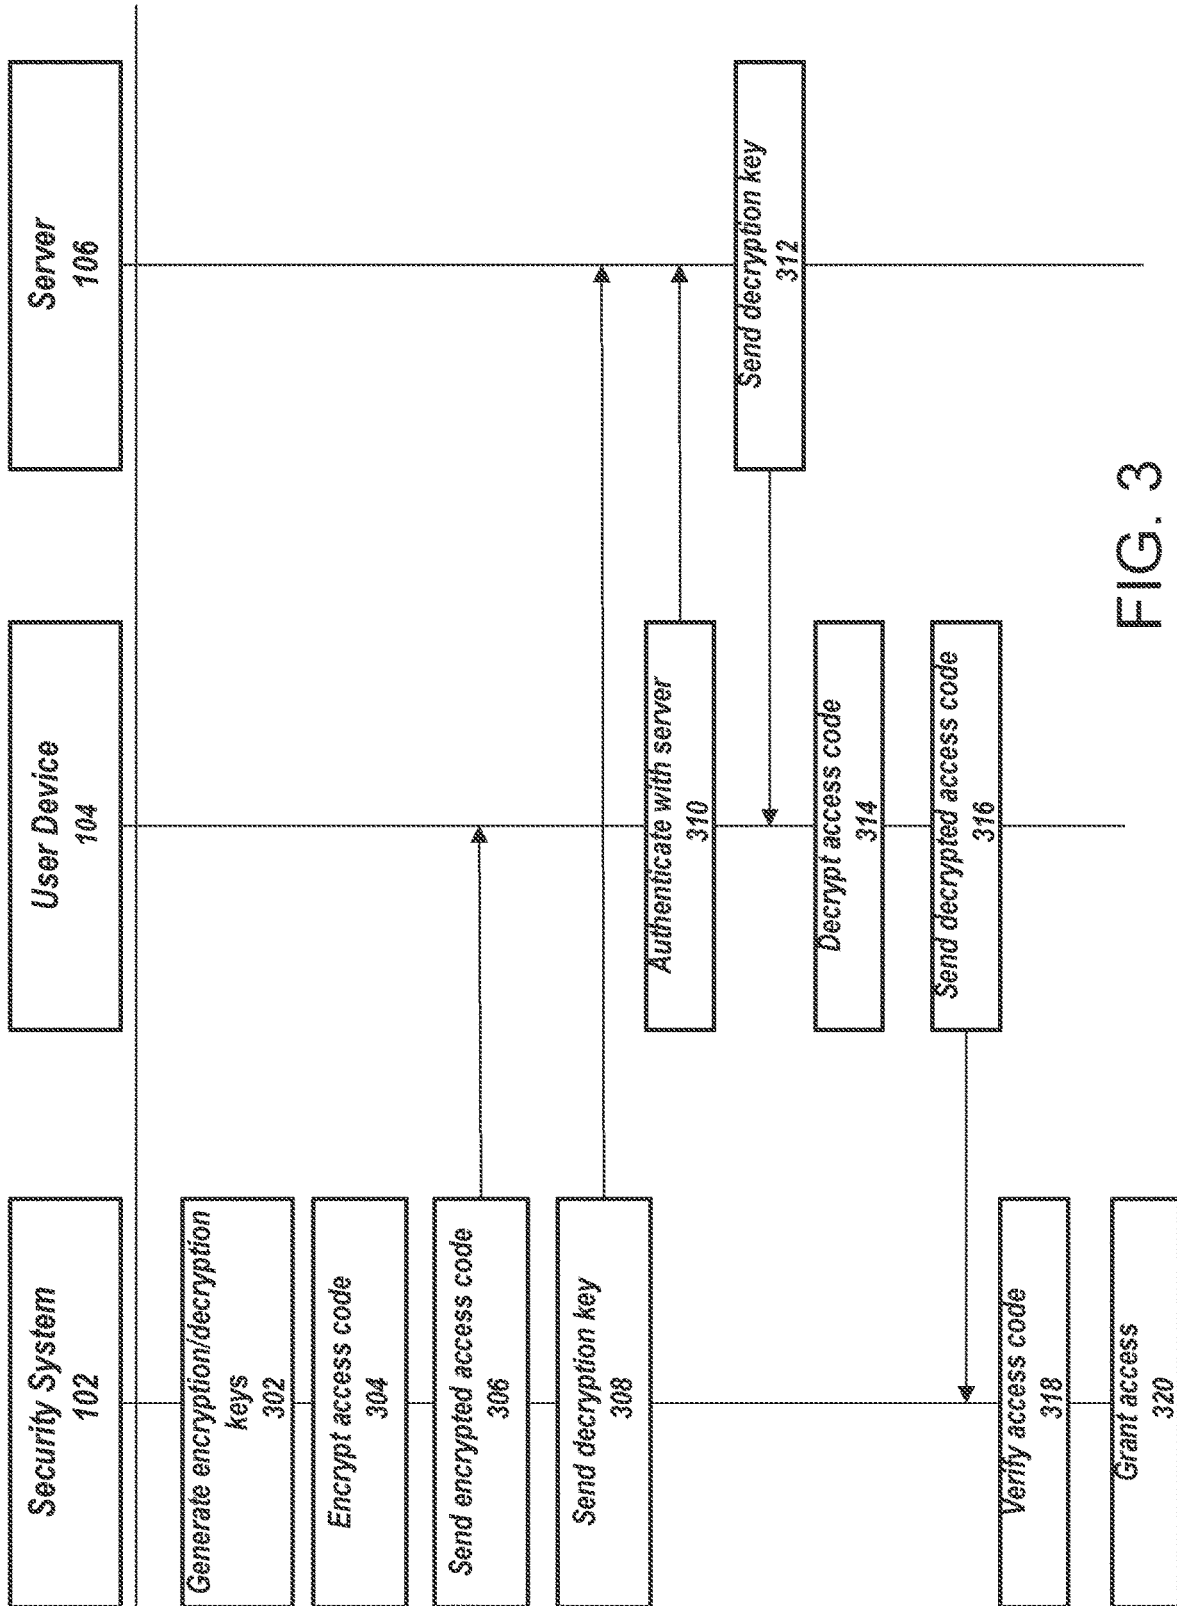 Security System
102
User Device
104
Server
106
Generate encryption/decryption
keys
302
Encrypt access code
304
Send encrypted access code
306
Send decryption key
308
Authenticate with server
310
Send decryption key
312
Decrypt access code
314
Send decrypted access code
316
Verify access code
318
Grant access
320
FIG. 3